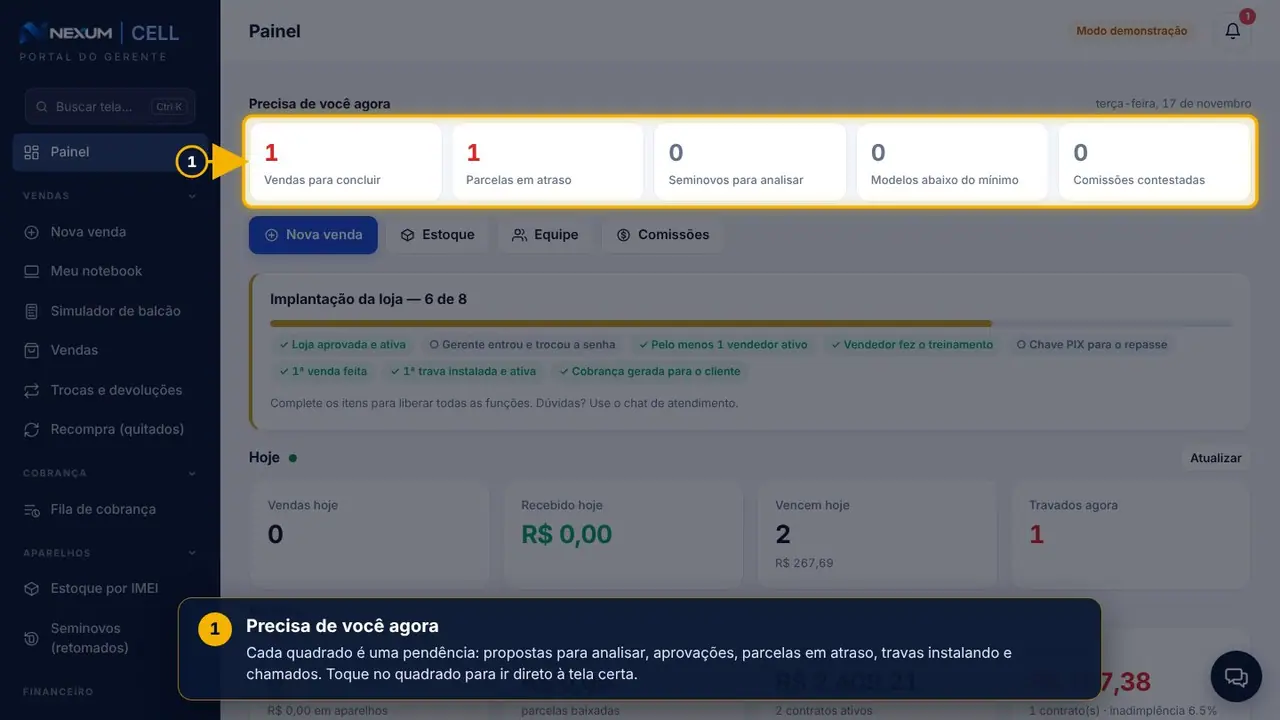 NEXUM | CELL
PORTAL DO GERENTE
Buscar tela... Ctrl K
Painel
VENDAS
Nova venda
Meu notebook
Simulador de balcão
Vendas
Trocas e devoluções
Recompra (quitados)
COBRANÇA
Fila de cobrança
APARELHOS
Estoque por IMEI
Seminovos
(retomados)
FINANCEIRO
Painel
Modo demonstração
1
Precisa de você agora
terça-feira, 17 de novembro
1
1
Vendas para concluir
1
Parcelas em atraso
0
Seminovos para analisar
0
Modelos abaixo do mínimo
0
Comissões contestadas
Nova venda
Estoque
Equipe
Comissões
Implantação da loja — 6 de 8
✓ Loja aprovada e ativa
○ Gerente entrou e trocou a senha
✓ Pelo menos 1 vendedor ativo
✓ Vendedor fez o treinamento
○ Chave PIX para o repasse
✓ 1ª venda feita
✓ 1ª trava instalada e ativa
✓ Cobrança gerada para o cliente
Complete os itens para liberar todas as funções. Dúvidas? Use o chat de atendimento.
Hoje
Atualizar
Vendas hoje
0
Recebido hoje
R$ 0,00
Vencem hoje
2
R$ 267,69
Travados agora
1
1
Precisa de você agora
Cada quadrado é uma pendência: propostas para analisar, aprovações, parcelas em atraso, travas instalando e
chamados. Toque no quadrado para ir direto à tela certa.
7,38
R$ 0,00 em aparelhos
parcelas baixadas
2 contratos ativos
1 contrato(s) · inadimplência 6.5%